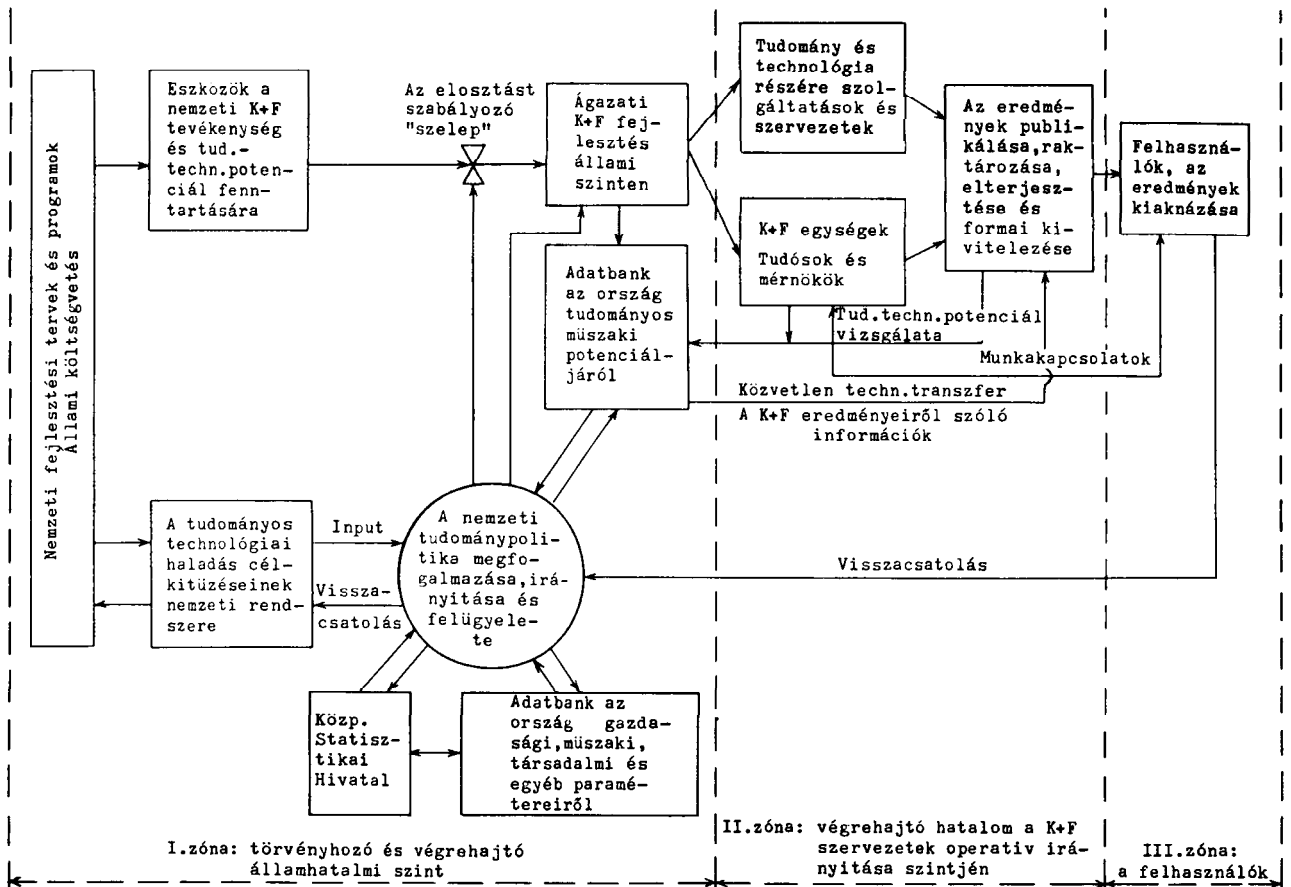 Nemzeti fejlesztési tervek és programok
Állami költségvetés
Eszközök a
nemzeti K+F
tevékenység
és tud.-
techn.poten-
ciál fenn-
tartására
Az elosztást
szabályozó
"szelep"
Ágazati
K+F fej-
lesztés
állami
szinten
Tudomány és
technológia
részére szol-
gáltatások és
szervezetek
K+F egységek
Tudósok és
mérnökök
Az eredmé-
nyek publi-
kálása,rak-
tározása,
elterjesz-
tése és
formai ki-
vitelezése
Felhaszná-
lók, az
eredmények
kiaknázása
Adatbank
az ország
tudományos
müszaki
potenciál-
járól
Tud.techn.potenciál
vizsgálata
Munkakapcsolatok
Közvetlen techn.transzfer
A K+F eredményeiről szóló
információk
A tudományos
technológiai
haladás cél-
kitüzéseinek
nemzeti rend-
szere
Input
Vissza-
csatolás
A nemzeti
tudománypoli-
tika megfo-
galmazása,irá-
nyitása és
felügyele-
te
Visszacsatolás
Közp.
Statisz-
tikai
Hivatal
Adatbank az
ország gazda-
sági,müszaki,
társadalmi és
egyéb paramé-
tereiről
I.zóna: törvényhozó és végrehajtó
államhatalmi szint
II.zóna: végrehajtó hatalom a K+F
szervezetek operativ irá-
nyitása szintjén
III.zóna:
a felhasználók